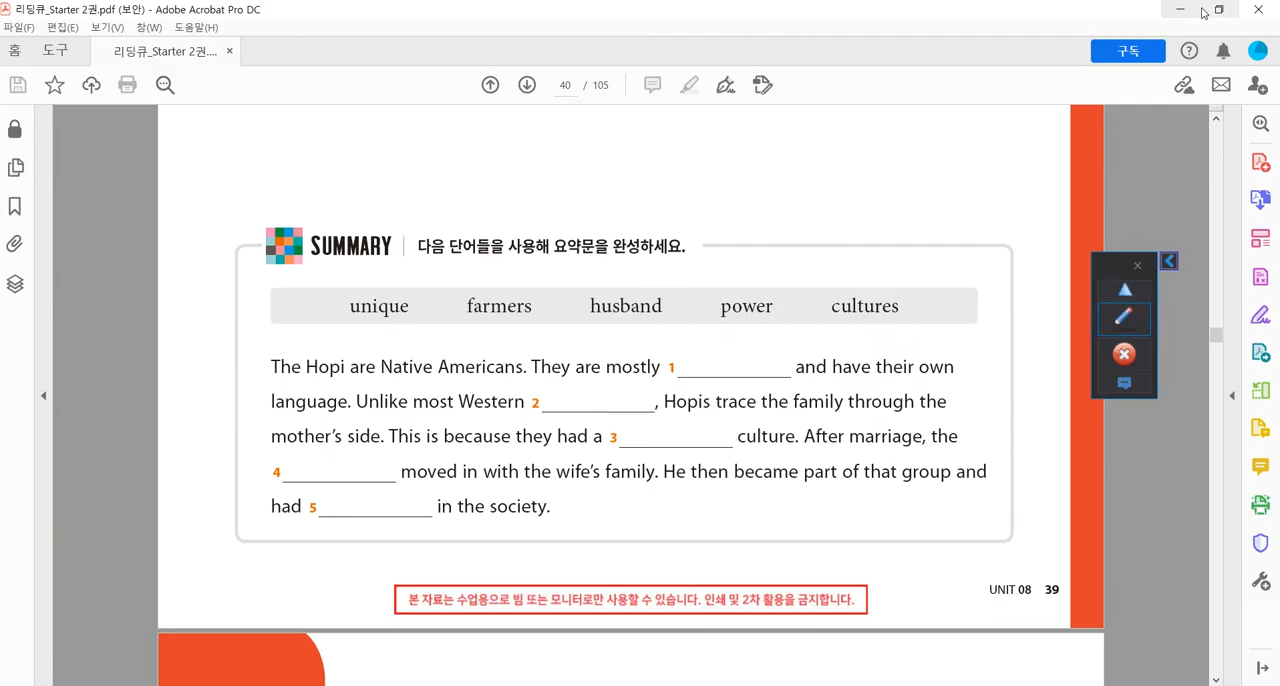 리딩큐_Starter 2권.pdf (보안) - Adobe Acrobat Pro DC
파일(F) 편집(E) 보기(V) 창(W) 도움말(H)
홈 도구 리딩큐_Starter 2권.... × 구독
40 / 105
SUMMARY 다음 단어들을 사용해 요약문을 완성하세요.
unique farmers husband power cultures
The Hopi are Native Americans. They are mostly 1 ____________ and have their own
language. Unlike most Western 2 ____________, Hopis trace the family through the
mother's side. This is because they had a 3 ____________ culture. After marriage, the
4 ____________ moved in with the wife's family. He then became part of that group and
had 5 ____________ in the society.
본 자료는 수업용으로 빔 또는 모니터로만 사용할 수 있습니다. 인쇄 및 2차 활용을 금지합니다.
UNIT 08 39